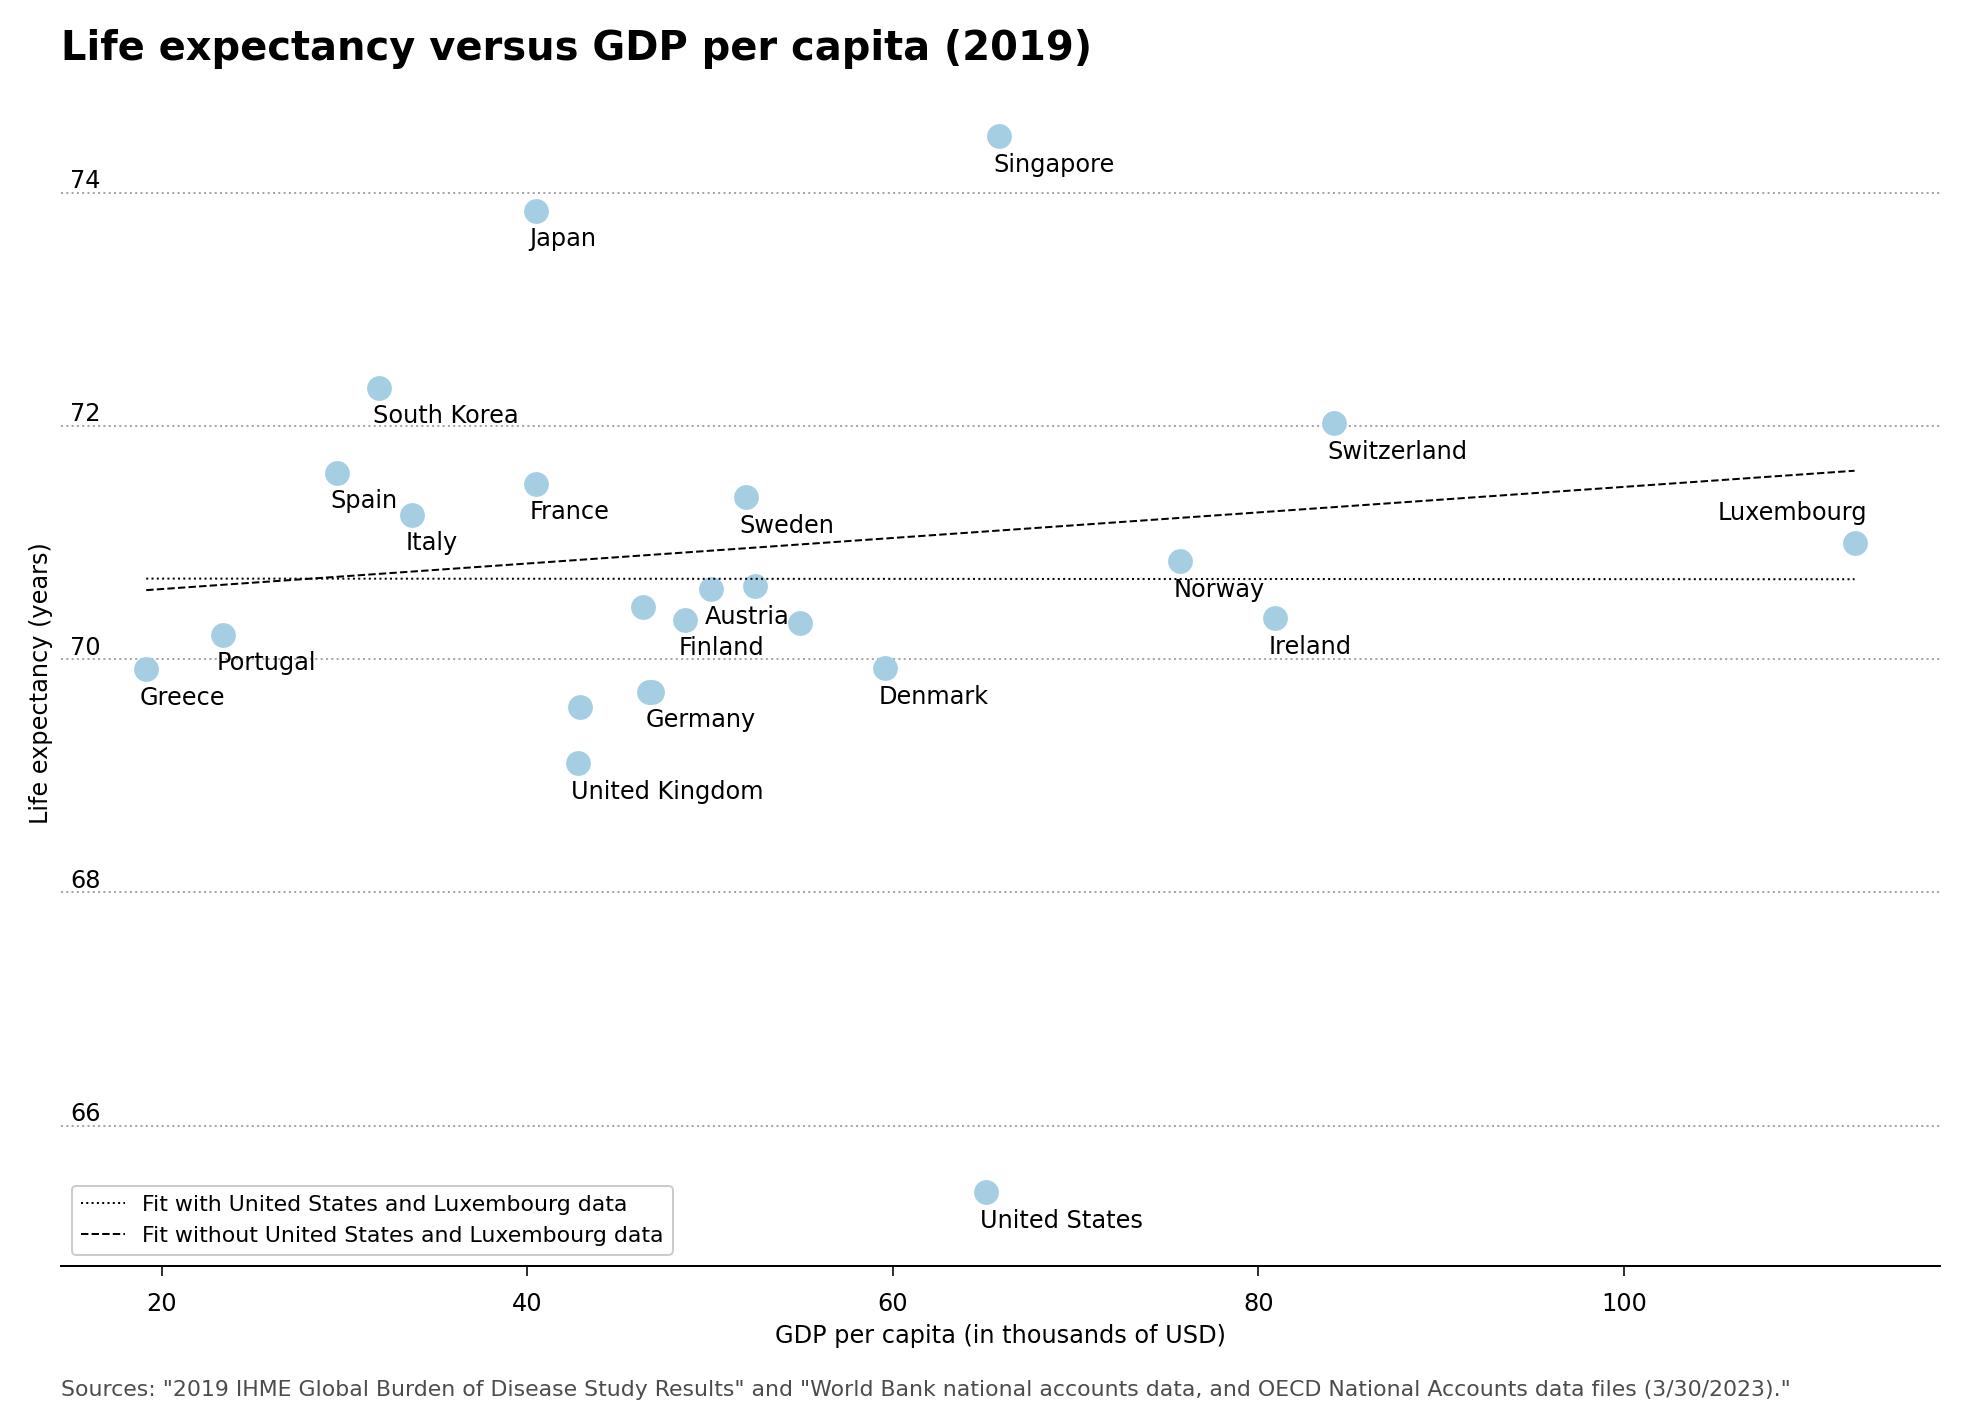 Life expectancy versus GDP per capita (2019)
Singapore
74
Japan
72
South Korea
Switzerland
Spain
France
Luxembourg
Sweden
Italy
Norway
Austria
70
Finland
Ireland
Portugal
Greece
Denmark
Germany
United Kingdom
Life expectancy (years)
68
66
United States
Fit with United States and Luxembourg data
Fit without United States and Luxembourg data
20 40 60 80 100
GDP per capita (in thousands of USD)
Sources: "2019 IHME Global Burden of Disease Study Results" and "World Bank national accounts data, and OECD National Accounts data files (3/30/2023)."